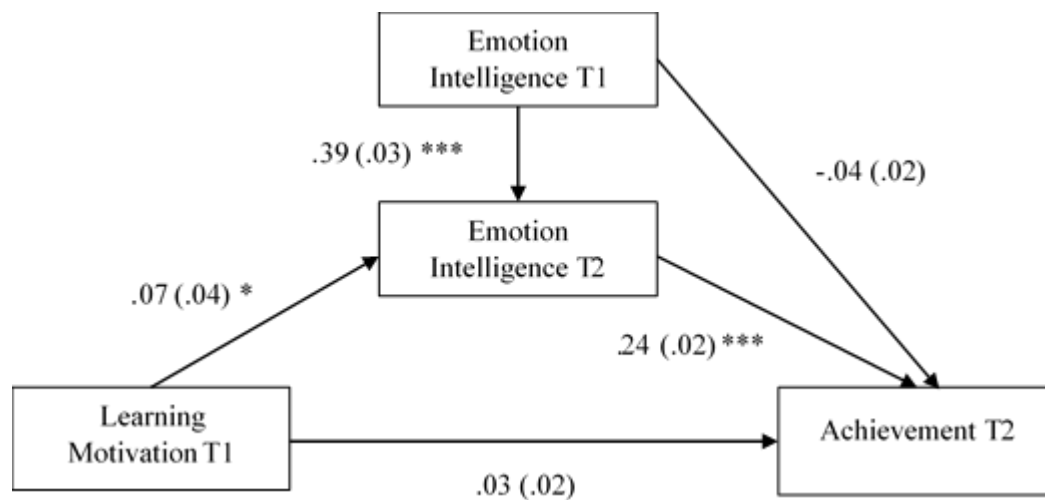 Emotion
Intelligence T1
.39 (.03) ***
-.04 (.02)
Emotion
Intelligence T2
.07 (.04) *
.24 (.02) ***
Learning
Motivation T1
Achievement T2
.03 (.02)